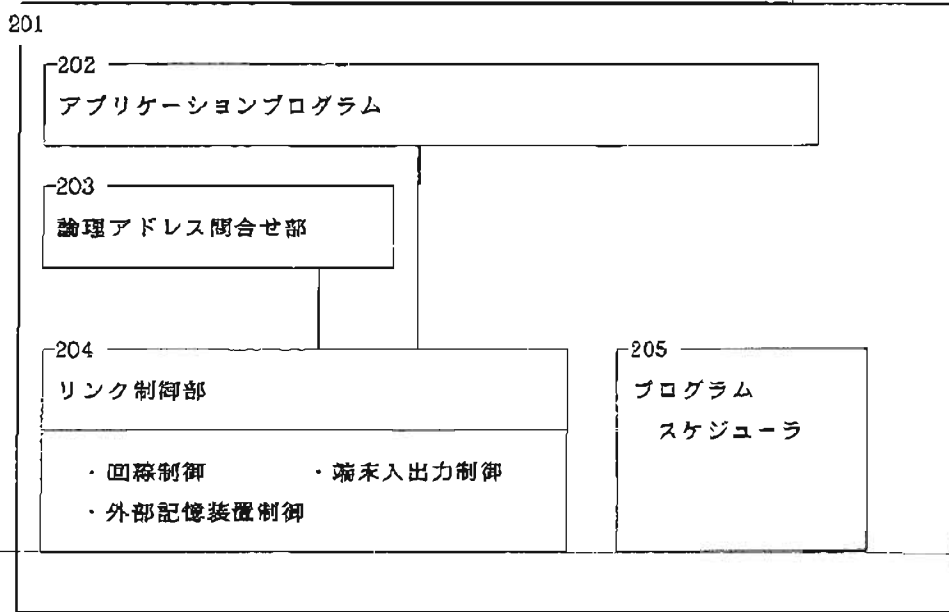 201
202
アプリケーションプログラム
203
論理アドレス問合せ部
204
リンク制御部
・回線制御 ・端末入出力制御
・外部記憶装置制御
205
プログラム
スケジューラ